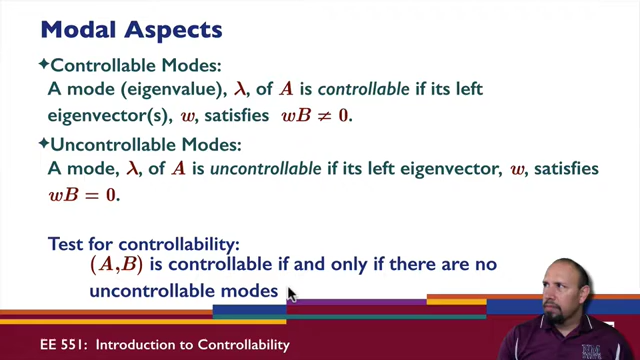 Modal Aspects
✦Controllable Modes:
A mode (eigenvalue), λ, of A is controllable if its left
eigenvector(s), w, satisfies wB ≠ 0.
✦Uncontrollable Modes:
A mode, λ, of A is uncontrollable if its left eigenvector, w, satisfies
wB = 0.
Test for controllability:
(A,B) is controllable if and only if there are no
uncontrollable modes
EE 551: Introduction to Controllability